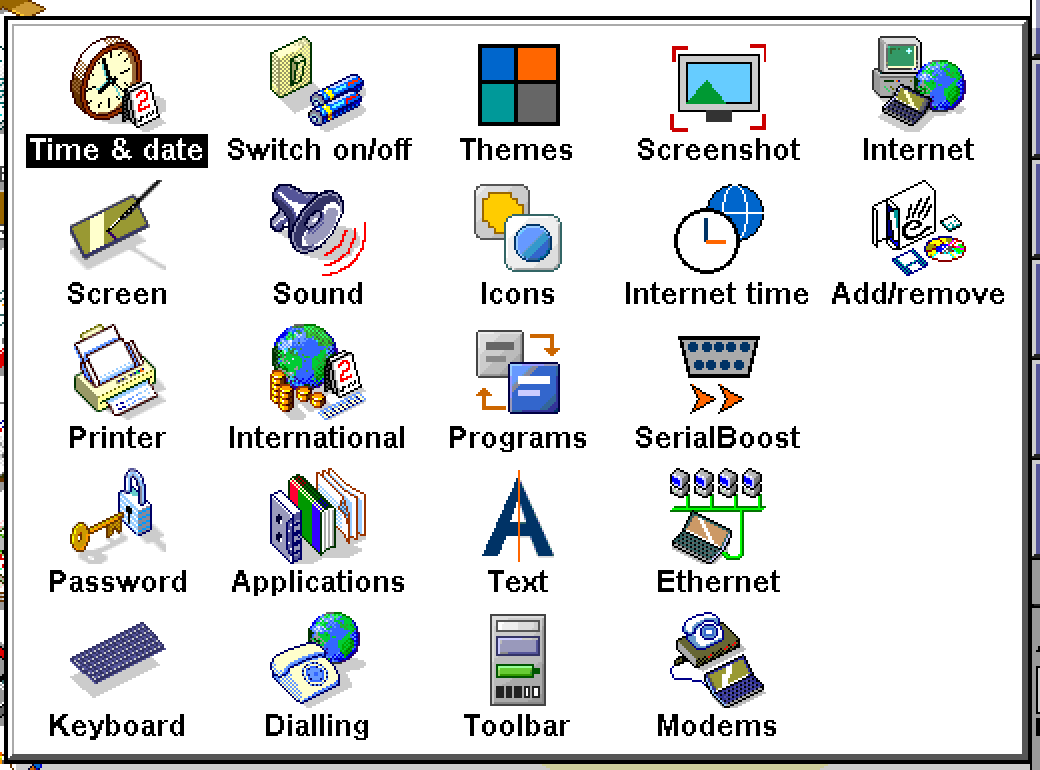 Time & date
Switch on/off
Themes
Screenshot
Internet
Screen
Sound
Icons
Internet time
Add/remove
Printer
International
Programs
SerialBoost
Password
Applications
Text
Ethernet
Keyboard
Dialling
Toolbar
Modems